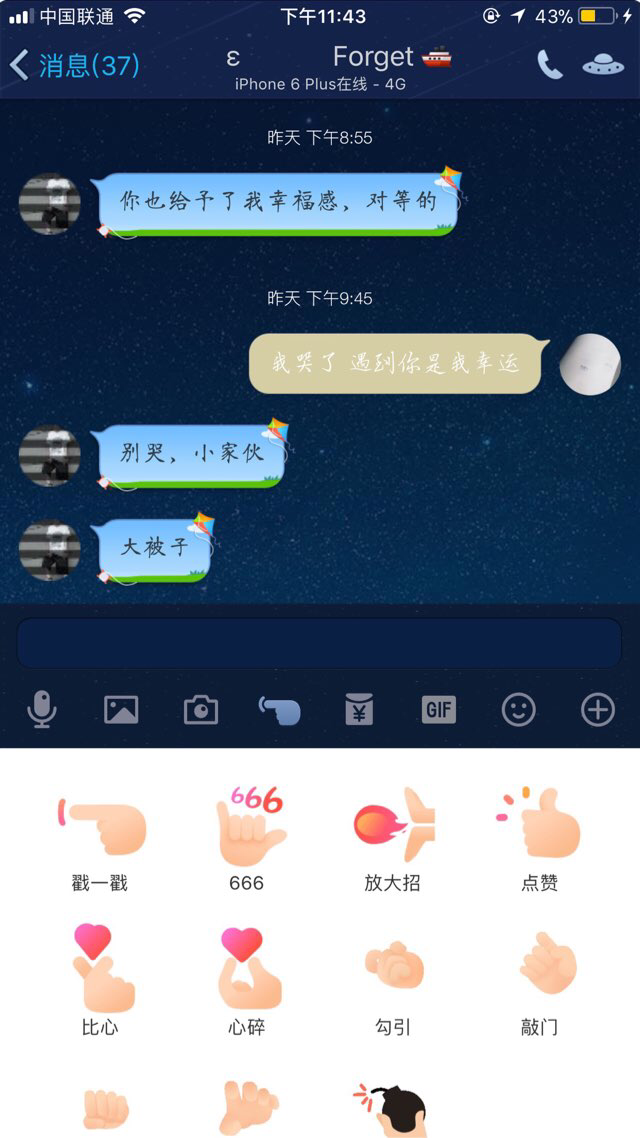 中国联通 下午11:43 43%
消息(37) ε Forget
iPhone 6 Plus在线 - 4G
昨天 下午8:55
你也给予了我幸福感，对等的
昨天 下午9:45
我哭了 遇到你是我幸运
别哭，小家伙
大被子
¥ GIF
666
戳一戳 666 放大招 点赞
比心 心碎 勾引 敲门